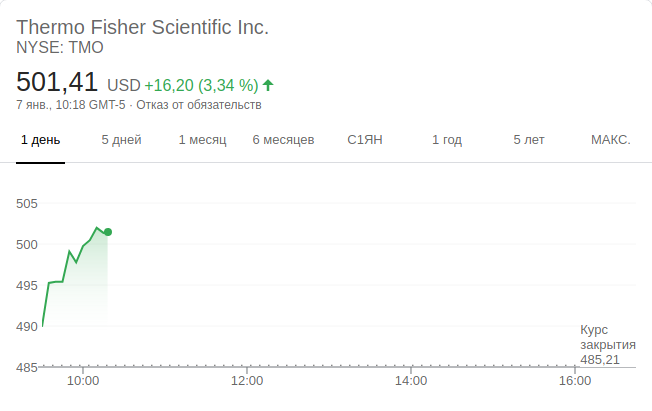 Thermo Fisher Scientific Inc.
NYSE: TMO
501,41 USD +16,20 (3,34 %)
7 янв., 10:18 GMT-5 · Отказ от обязательств
1 день 5 дней 1 месяц 6 месяцев С1ЯН 1 год 5 лет МАКС.
505
500
495
490
485
Курс
закрытия
485,21
10:00 12:00 14:00 16:00